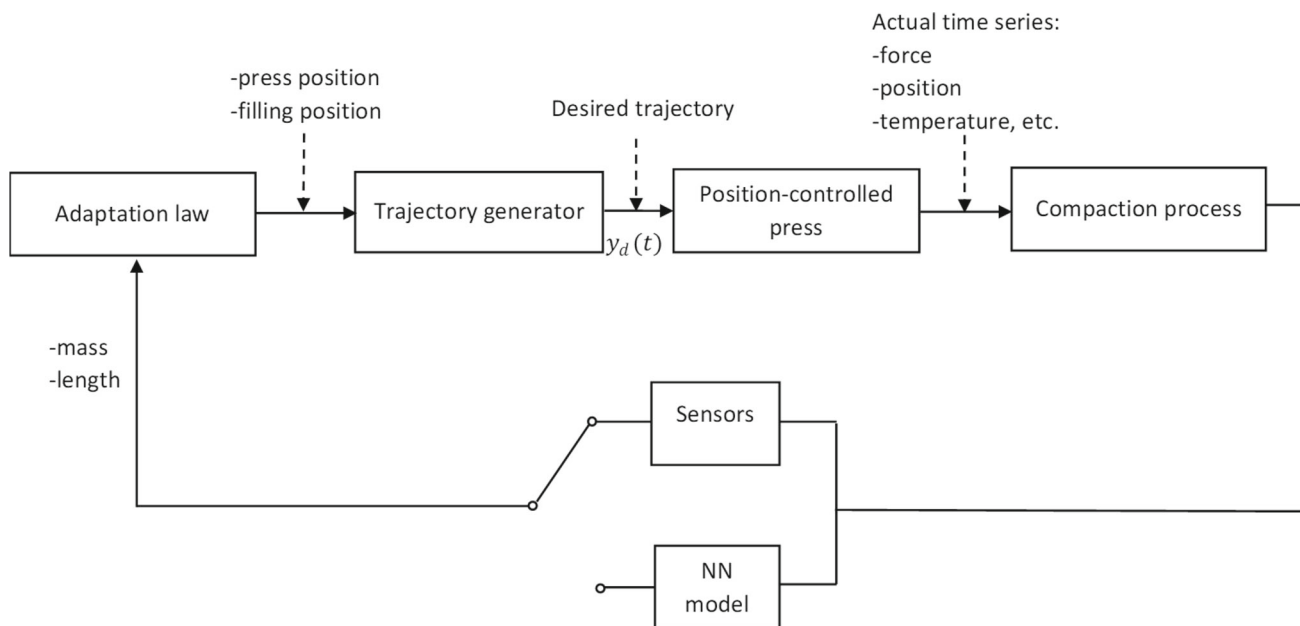 Actual time series:
-force
-position
-temperature, etc.
-press position
-filling position
Desired trajectory
Adaptation law
Trajectory generator
Position-controlled
press
Compaction process
y_d(t)
-mass
-length
Sensors
NN
model